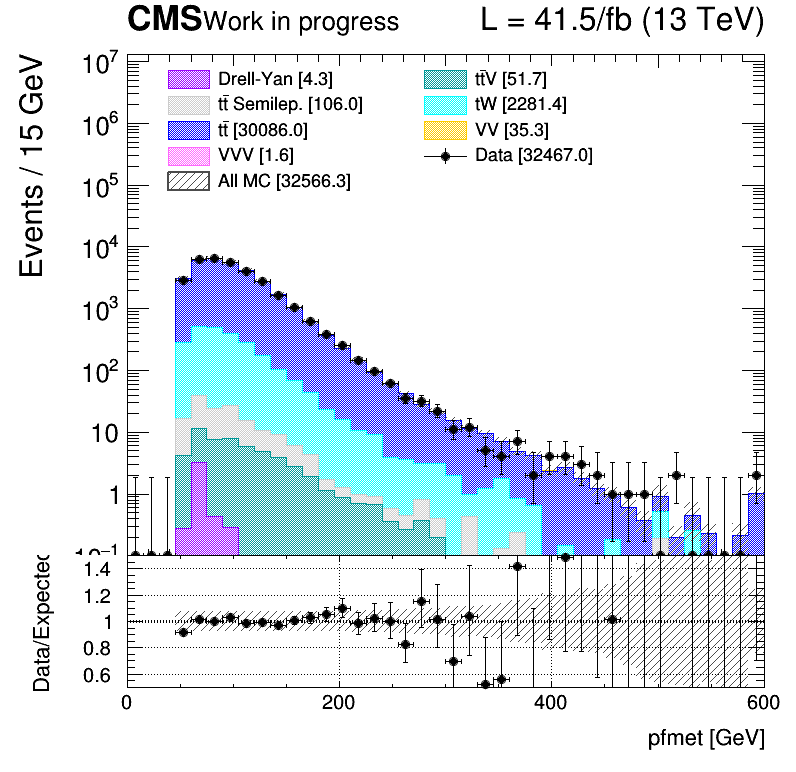 CMS Work in progress L = 41.5/fb (13 TeV)
Events / 15 GeV
10⁷
10⁶
10⁵
10⁴
10³
10²
10
1
10⁻¹
Drell-Yan [4.3]
tt̄ Semilep. [106.0]
tt̄ [30086.0]
VVV [1.6]
All MC [32566.3]
tt̄V [51.7]
tW [2281.4]
VV [35.3]
Data [32467.0]
Data/Expected
1.4
1.2
1
0.8
0.6
0 200 400 600
pfmet [GeV]